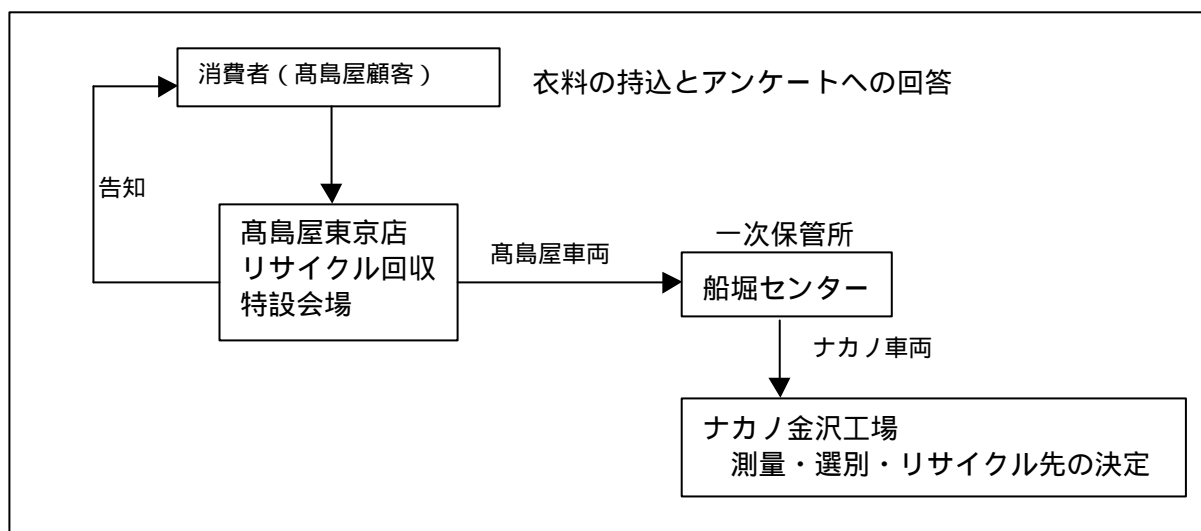 消費者（髙島屋顧客）
衣料の持込とアンケートへの回答
告知
髙島屋東京店
リサイクル回収
特設会場
髙島屋車両
一次保管所
船堀センター
ナカノ車両
ナカノ金沢工場
測量・選別・リサイクル先の決定